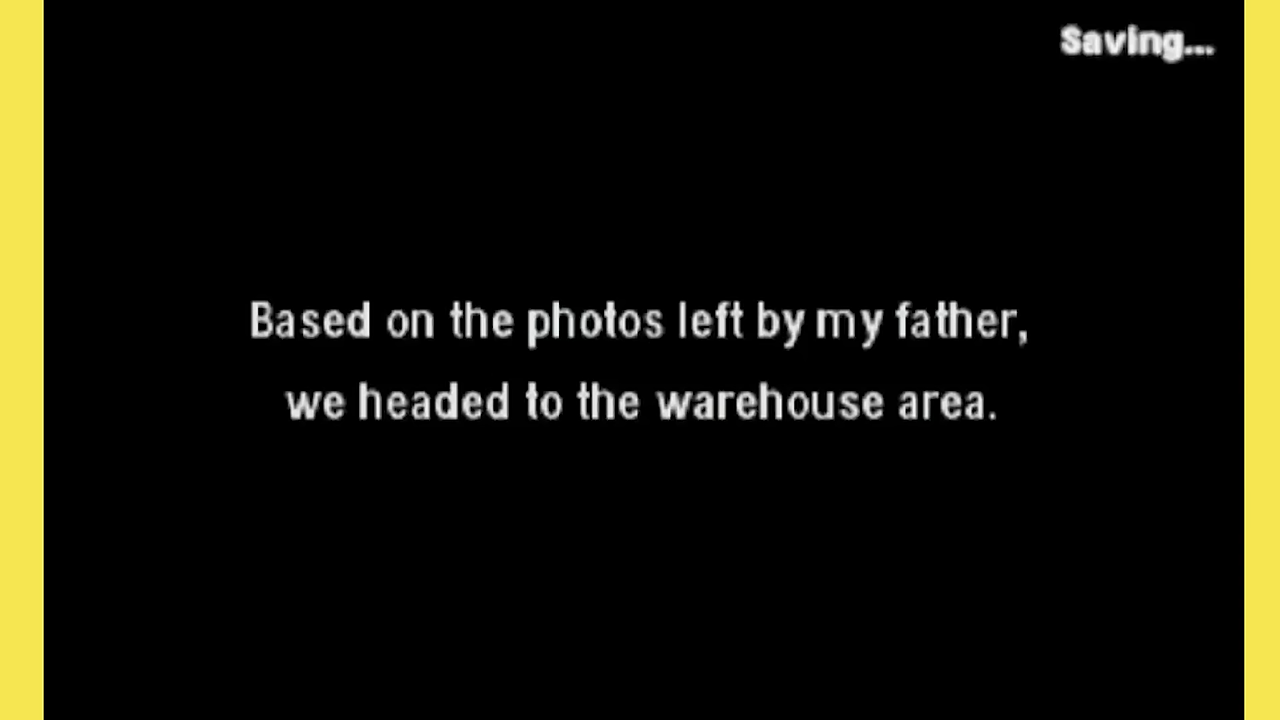 Saving...
Based on the photos left by my father,
we headed to the warehouse area.